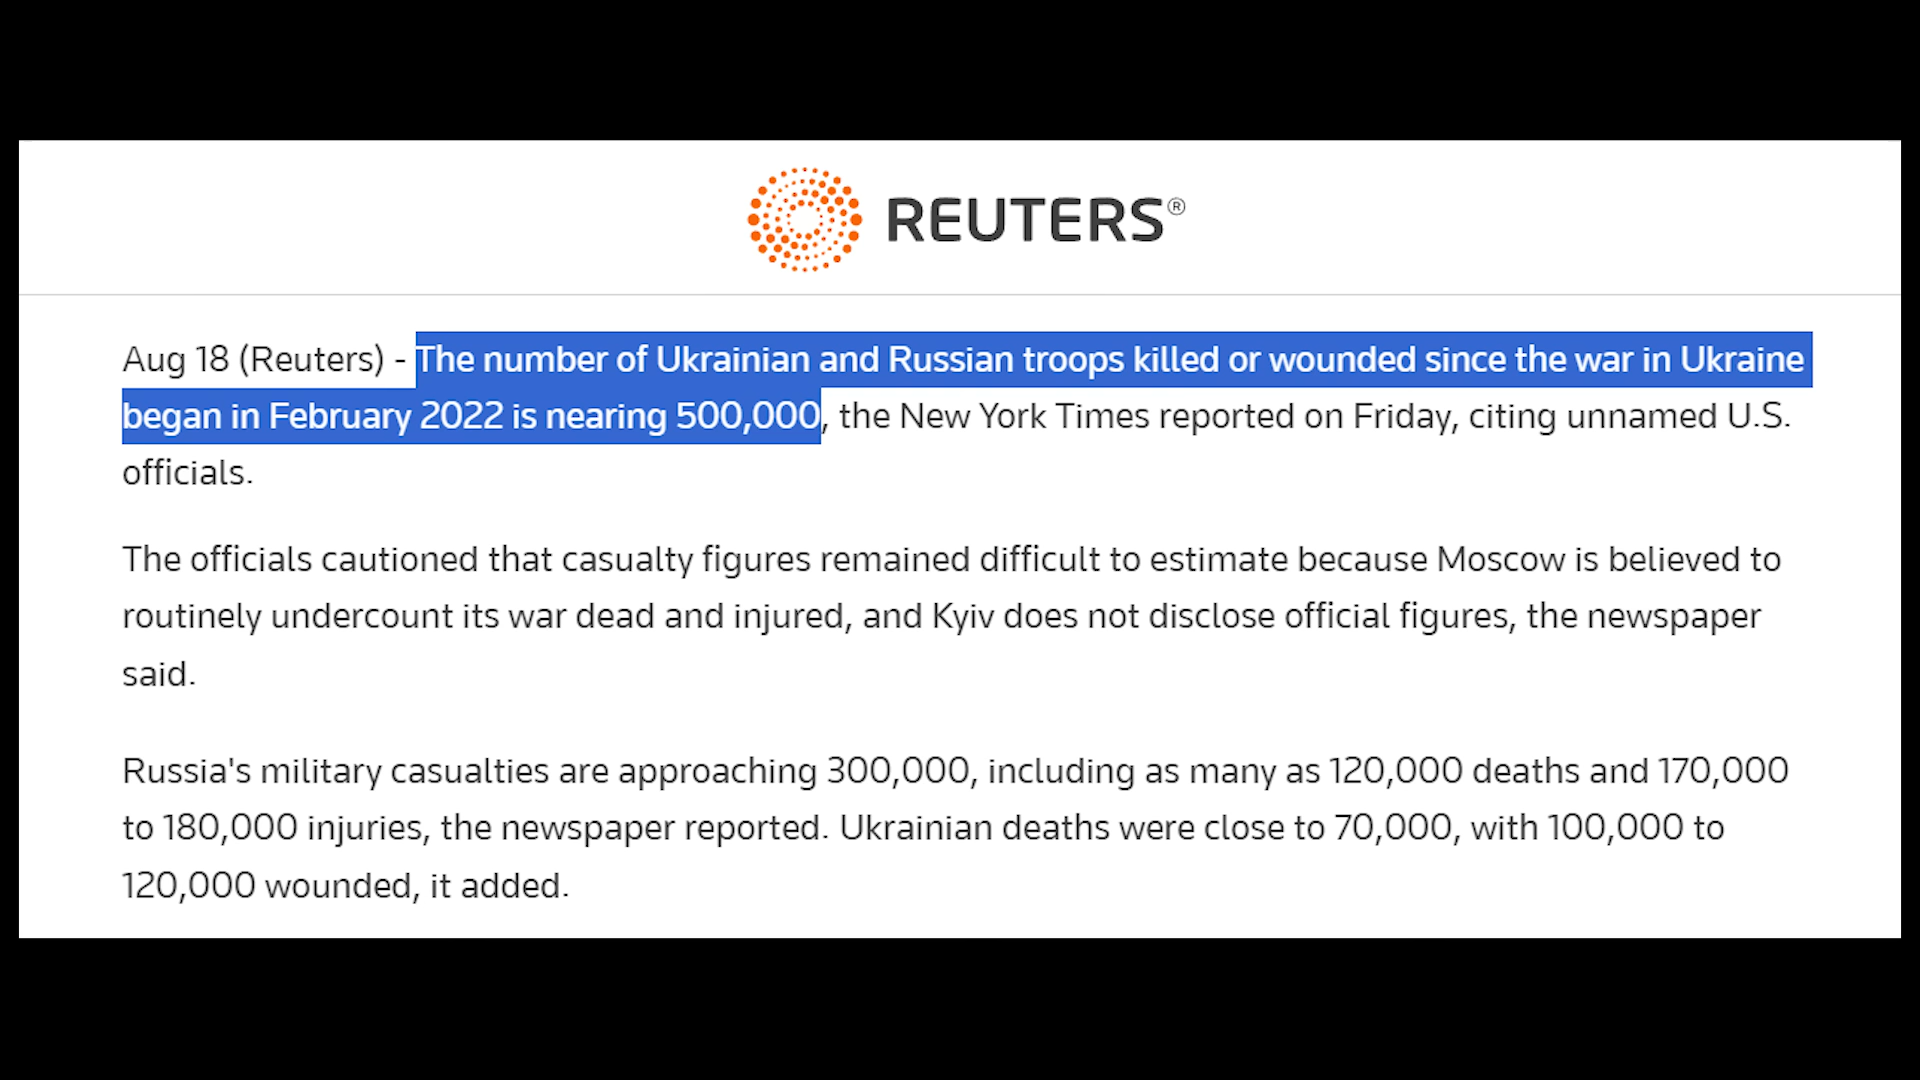 REUTERS®
Aug 18 (Reuters) - The number of Ukrainian and Russian troops killed or wounded since the war in Ukraine
began in February 2022 is nearing 500,000, the New York Times reported on Friday, citing unnamed U.S.
officials.
The officials cautioned that casualty figures remained difficult to estimate because Moscow is believed to
routinely undercount its war dead and injured, and Kyiv does not disclose official figures, the newspaper
said.
Russia's military casualties are approaching 300,000, including as many as 120,000 deaths and 170,000
to 180,000 injuries, the newspaper reported. Ukrainian deaths were close to 70,000, with 100,000 to
120,000 wounded, it added.